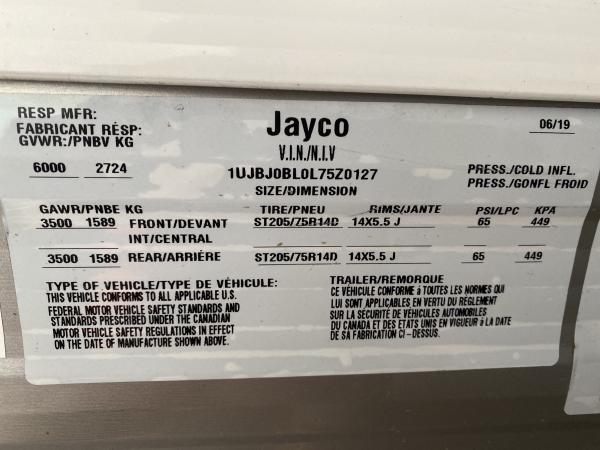 RESP MFR:
FABRICANT RÉSP:
GVWR:/PNBV KG
6000 2724
Jayco
V.I.N./N.I.V
1UJBJ0BL0L75Z0127
SIZE/DIMENSION
06/19
PRESS./COLD INFL.
PRESS./GONFL FROID
GAWR/PNBE KG TIRE/PNEU RIMS/JANTE PSI/LPC KPA
3500 1589 FRONT/DEVANT ST205/75R14D 14X5.5 J 65 449
INT/CENTRAL
3500 1589 REAR/ARRIÈRE ST205/75R14D 14X5.5 J 65 449
TYPE OF VEHICLE/TYPE DE VÉHICULE: TRAILER/REMORQUE
THIS VEHICLE CONFORMS TO ALL APPLICABLE U.S.
FEDERAL MOTOR VEHICLE SAFETY STANDARDS AND
STANDARDS PRESCRIBED UNDER THE CANADIAN
MOTOR VEHICLE SAFETY REGULATIONS IN EFFECT
ON THE DATE OF MANUFACTURE SHOWN ABOVE.
CE VÉHICULE CONFORME à TOUTES LES NORMES QUI
LUI SONT APPLICABLES EN VERTU DU RÈGLEMENT
SUR LA SÉCURITÉ DE VÉHICULES AUTOMOBILES
DU CANADA ET DES ÉTATS UNIS EN VIGUEUR à LA DATE
DE SA FABRICATION CI-DESSUS.